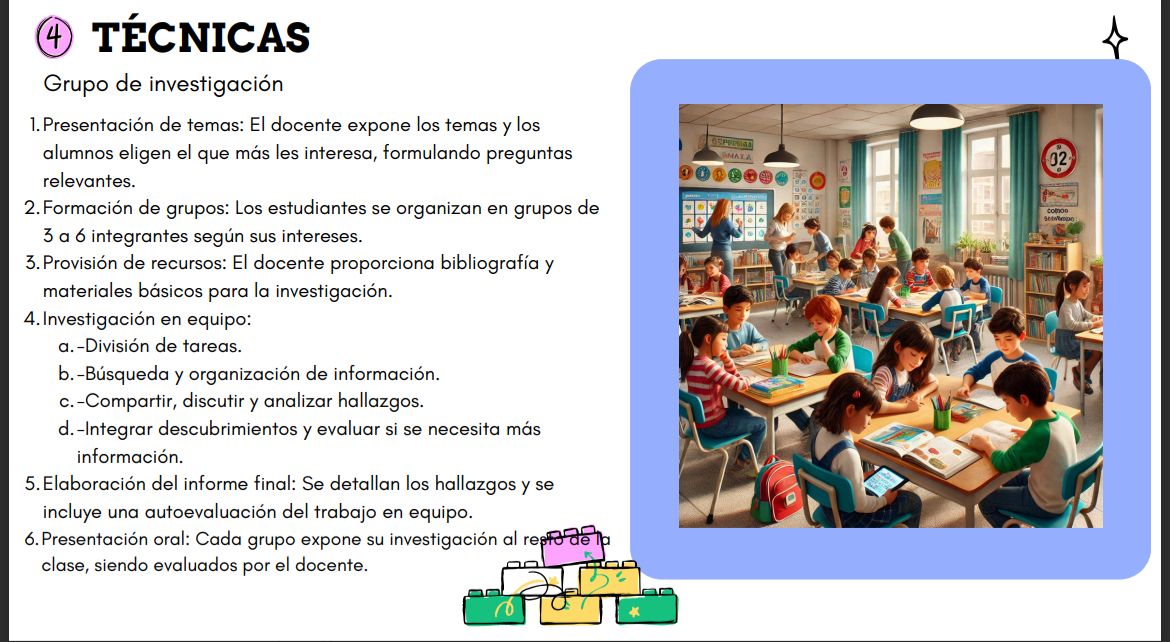 4 TÉCNICAS
Grupo de investigación
1. Presentación de temas: El docente expone los temas y los
alumnos eligen el que más les interesa, formulando preguntas
relevantes.
2. Formación de grupos: Los estudiantes se organizan en grupos de
3 a 6 integrantes según sus intereses.
3. Provisión de recursos: El docente proporciona bibliografía y
materiales básicos para la investigación.
4. Investigación en equipo:
a. -División de tareas.
b. -Búsqueda y organización de información.
c. -Compartir, discutir y analizar hallazgos.
d. -Integrar descubrimientos y evaluar si se necesita más
información.
5. Elaboración del informe final: Se detallan los hallazgos y se
incluye una autoevaluación del trabajo en equipo.
6. Presentación oral: Cada grupo expone su investigación al resto de la
clase, siendo evaluados por el docente.
02